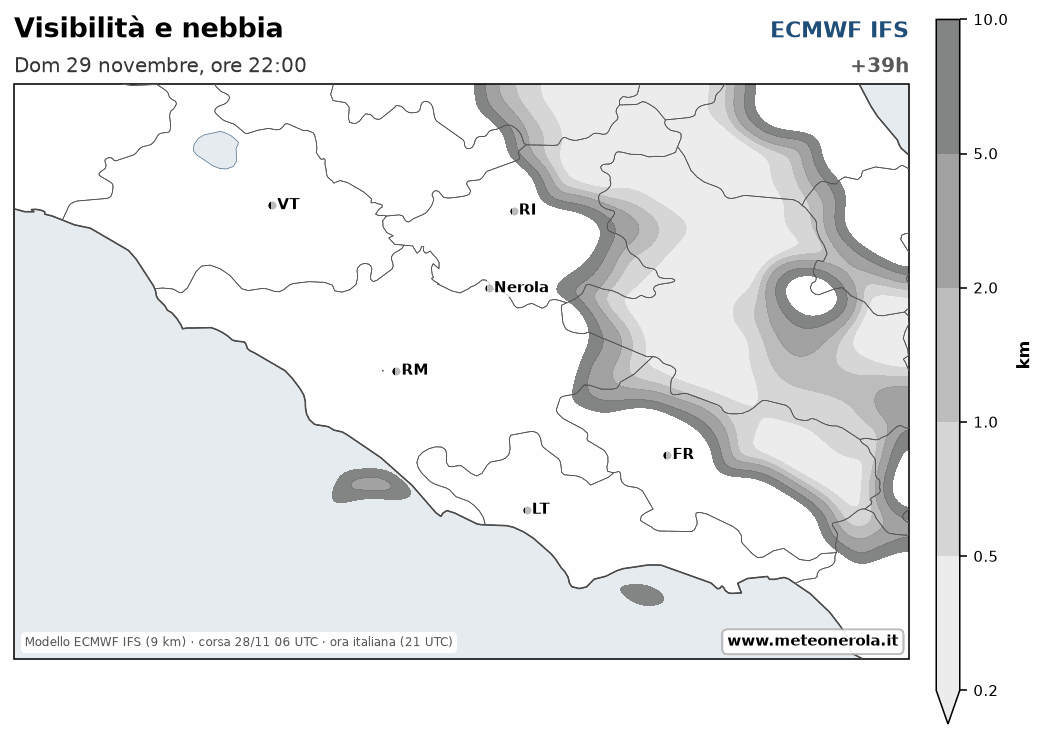 Visibilità e nebbia
ECMWF IFS
Dom 29 novembre, ore 22:00
+39h
10.0
5.0
2.0
1.0
0.5
0.2
km
VT
RI
Nerola
RM
FR
LT
Modello ECMWF IFS (9 km) · corsa 28/11 06 UTC · ora italiana (21 UTC)
www.meteonerola.it